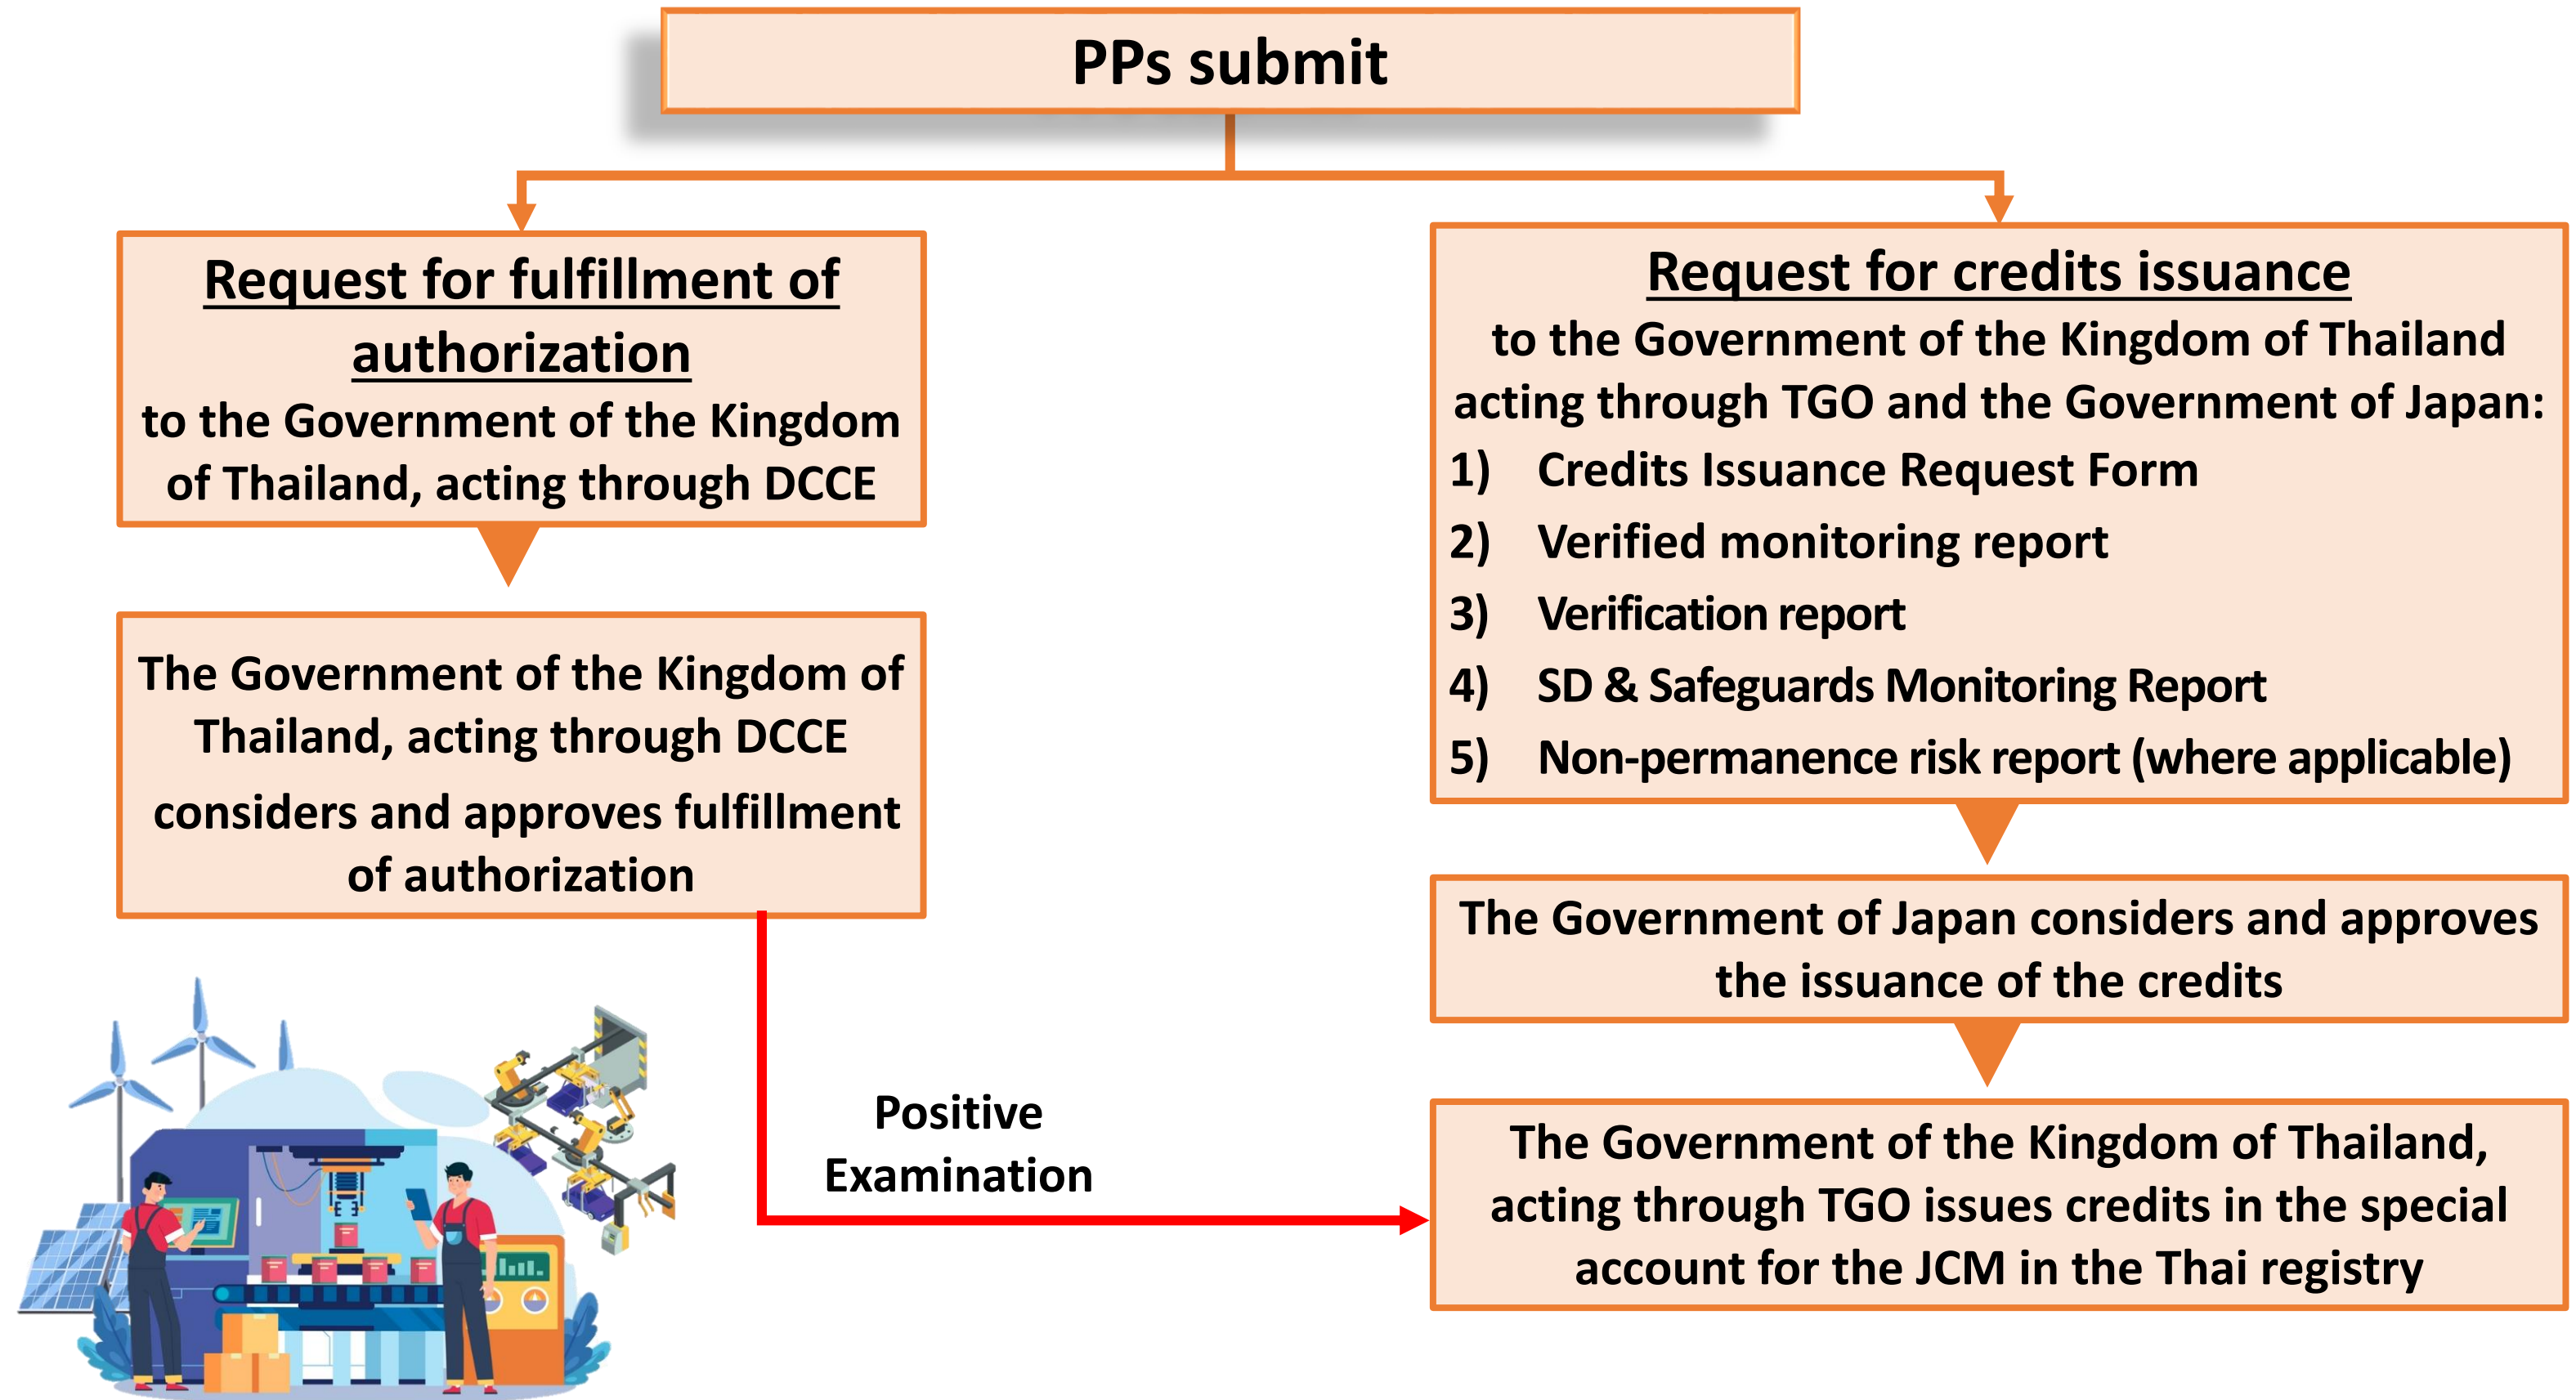 PPs submit
Request for fulfillment of
authorization
to the Government of the Kingdom
of Thailand, acting through DCCE
The Government of the Kingdom of
Thailand, acting through DCCE
considers and approves fulfillment
of authorization
Positive
Examination
Request for credits issuance
to the Government of the Kingdom of Thailand
acting through TGO and the Government of Japan:
1) Credits Issuance Request Form
2) Verified monitoring report
3) Verification report
4) SD & Safeguards Monitoring Report
5) Non-permanence risk report (where applicable)
The Government of Japan considers and approves
the issuance of the credits
The Government of the Kingdom of Thailand,
acting through TGO issues credits in the special
account for the JCM in the Thai registry